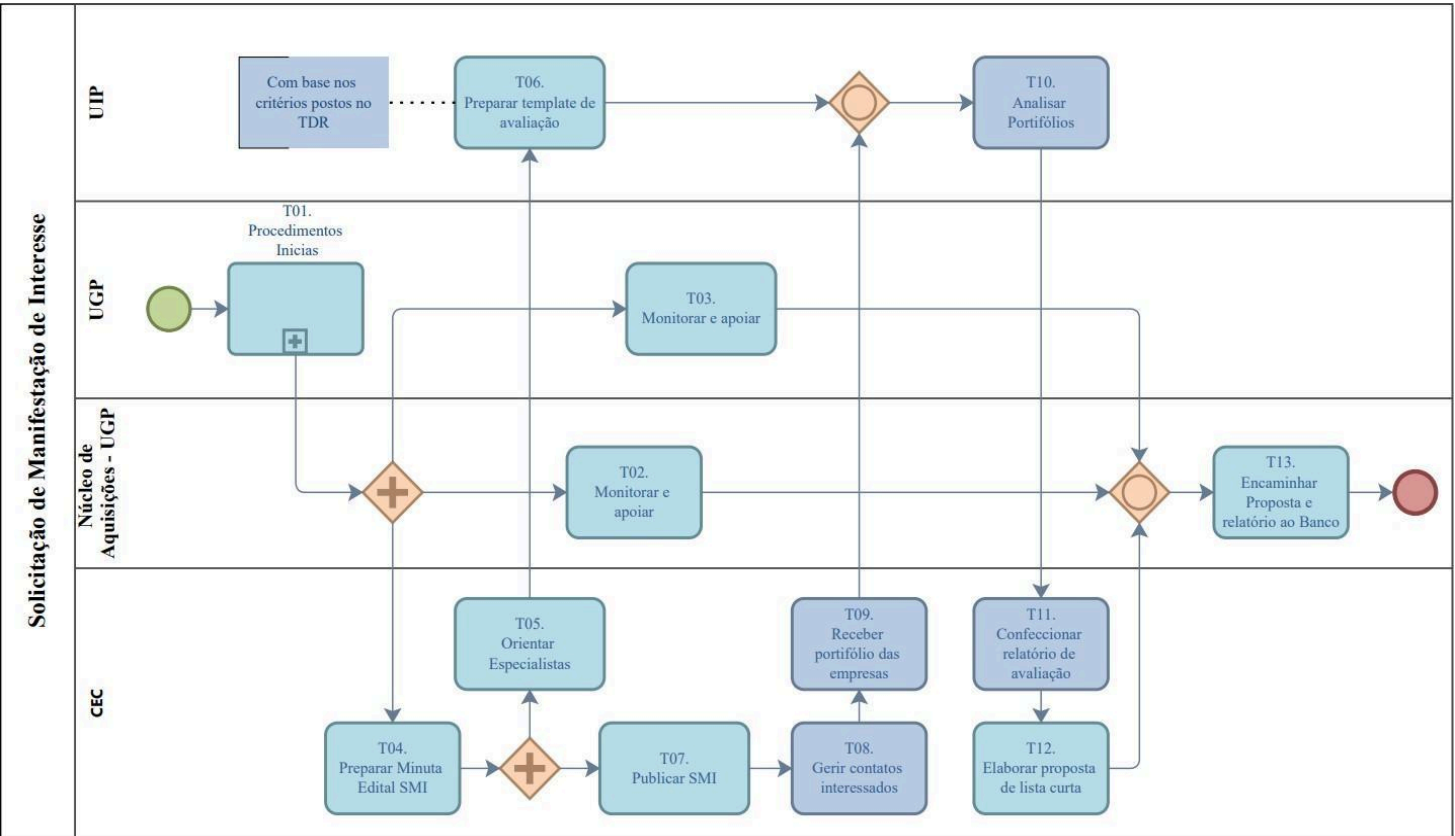 Solicitação de Manifestação de Interesse
UIP
Com base nos
critérios postos no
TDR
T06.
Preparar template de
avaliação
T10.
Analisar
Portifólios
UGP
T01.
Procedimentos
Inicias
T03.
Monitorar e apoiar
Núcleo de
Aquisições - UGP
T02.
Monitorar e
apoiar
T13.
Encaminhar
Proposta e
relatório ao Banco
CEC
T05.
Orientar
Especialistas
T09.
Receber
portifólio das
empresas
T11.
Confeccionar
relatório de
avaliação
T04.
Preparar Minuta
Edital SMI
T07.
Publicar SMI
T08.
Gerir contatos
interessados
T12.
Elaborar proposta
de lista curta